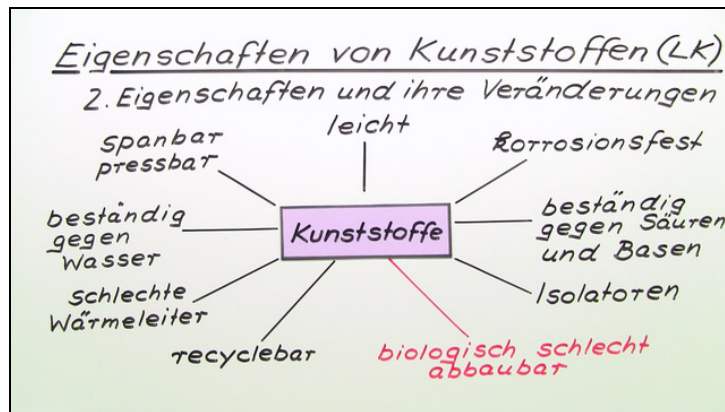 Eigenschaften von Kunststoffen (LK)
2. Eigenschaften und ihre Veränderungen
leicht
spanbar
pressbar
korrosionsfest
beständig
gegen
Wasser
Kunststoffe
beständig
gegen Säuren
und Basen
schlechte
Wärmeleiter
Isolatoren
recyclebar
biologisch schlecht
abbaubar